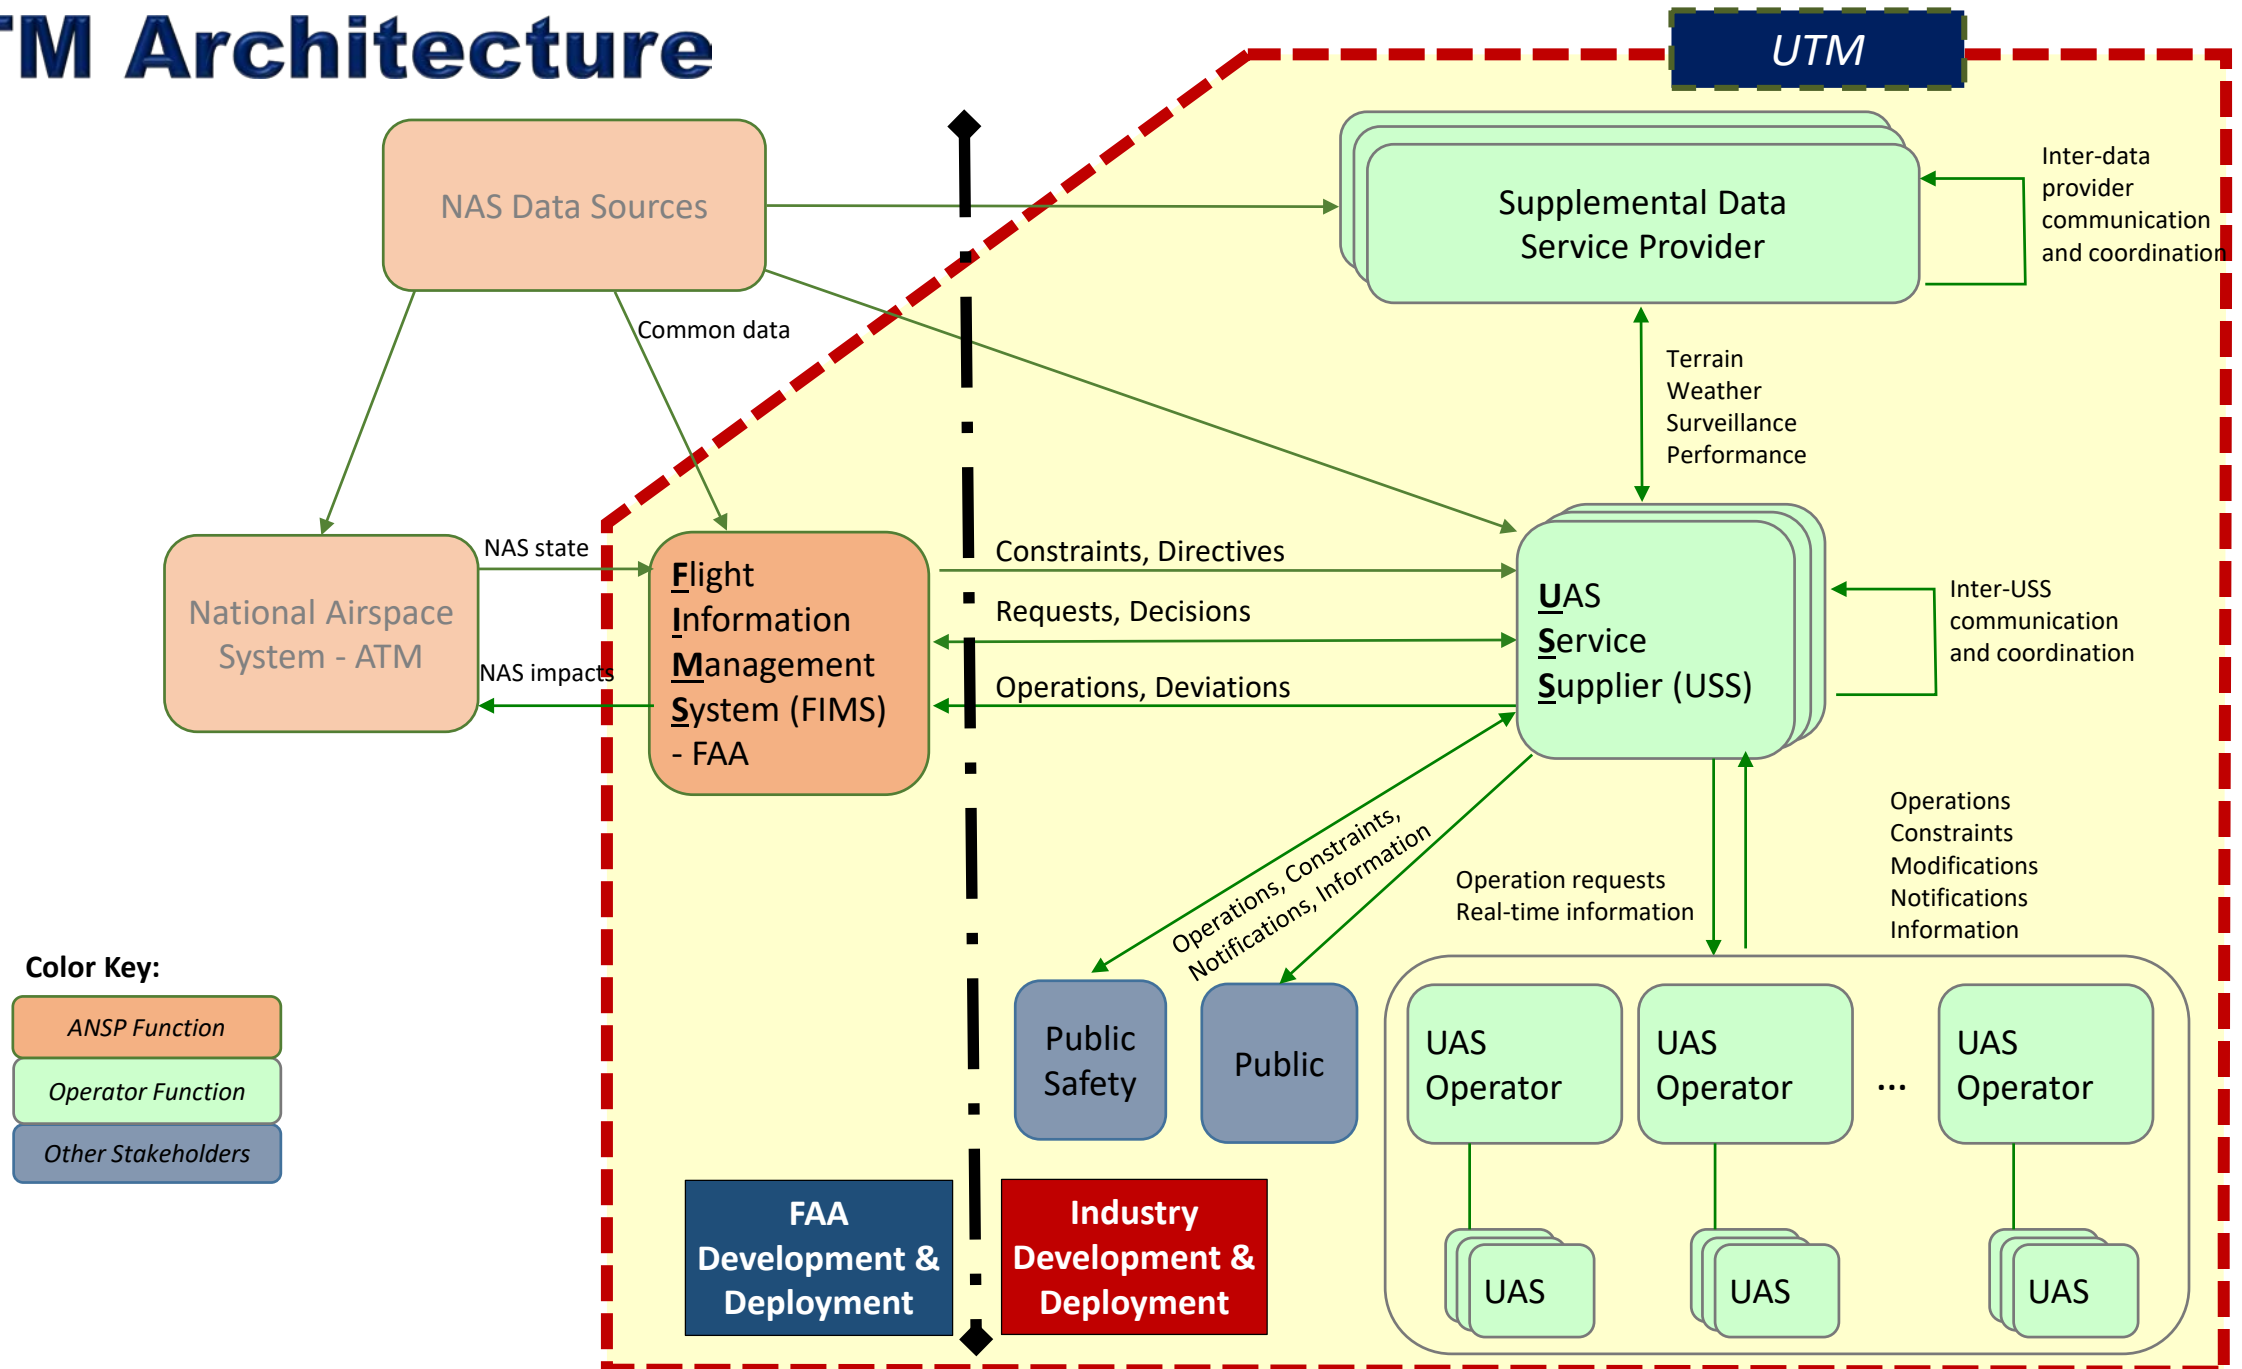 TM Architecture
UTM
NAS Data Sources
Supplemental Data
Service Provider
Inter-data
provider
communication
and coordination
Common data
Terrain
Weather
Surveillance
Performance
National Airspace
System - ATM
NAS state
NAS impacts
Flight
Information
Management
System (FIMS)
- FAA
Constraints, Directives
Requests, Decisions
Operations, Deviations
UAS
Service
Supplier (USS)
Inter-USS
communication
and coordination
Operations, Constraints,
Notifications, Information
Operation requests
Real-time information
Operations
Constraints
Modifications
Notifications
Information
Color Key:
ANSP Function
Operator Function
Other Stakeholders
Public
Safety
Public
UAS
Operator
UAS
Operator
...
UAS
Operator
UAS
UAS
UAS
FAA
Development &
Deployment
Industry
Development &
Deployment